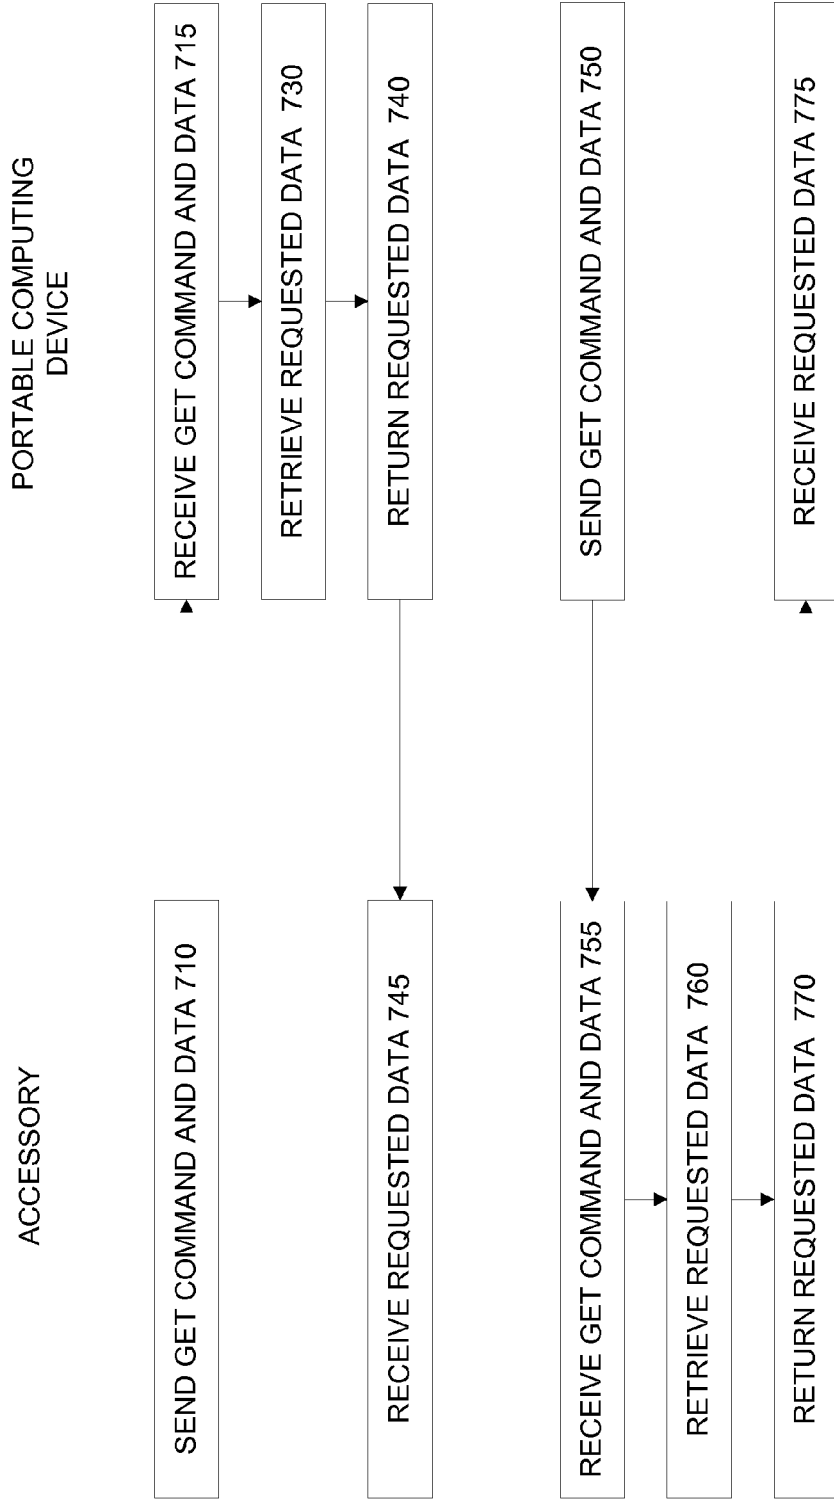 ACCESSORY
PORTABLE COMPUTING
DEVICE
SEND GET COMMAND AND DATA 710
RECEIVE GET COMMAND AND DATA 715
RETRIEVE REQUESTED DATA 730
RETURN REQUESTED DATA 740
RECEIVE REQUESTED DATA 745
SEND GET COMMAND AND DATA 750
RECEIVE GET COMMAND AND DATA 755
RETRIEVE REQUESTED DATA 760
RETURN REQUESTED DATA 770
RECEIVE REQUESTED DATA 775